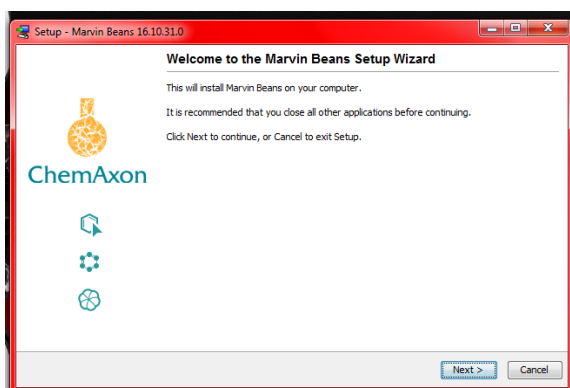 Setup - Marvin Beans 16.10.31.0
Welcome to the Marvin Beans Setup Wizard
This will install Marvin Beans on your computer.
It is recommended that you close all other applications before continuing.
Click Next to continue, or Cancel to exit Setup.
ChemAxon
Next >
Cancel